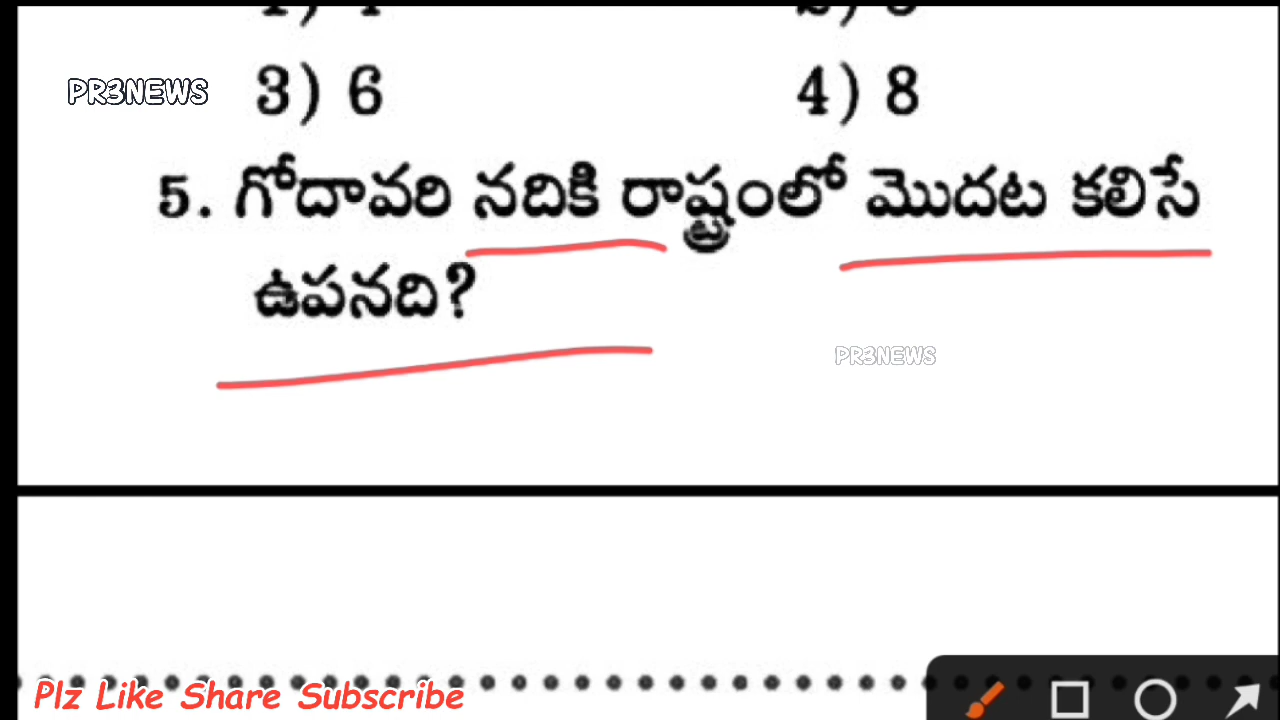 PR3NEWS 3) 6 4) 8
5. గోదావరి నదికి రాష్ట్రంలో మొదట కలిసే
ఉపనది?
PR3NEWS
Plz Like Share Subscribe